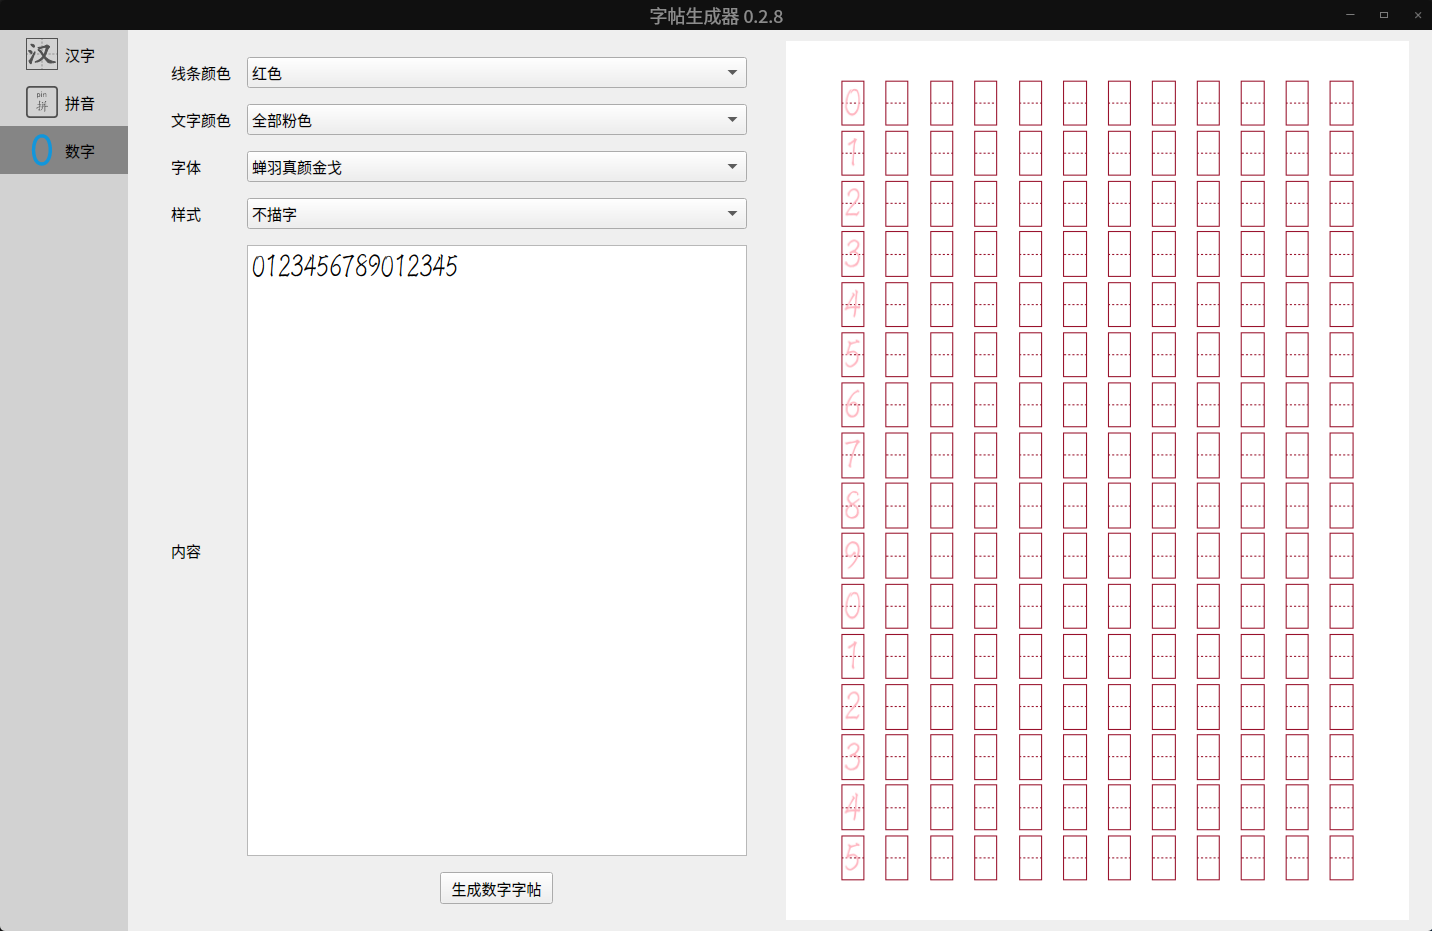 字帖生成器 0.2.8
汉 汉字
pin
拼 拼音
0 数字
线条颜色 红色
文字颜色 全部粉色
字体 蝉羽真颜金戈
样式 不描字
内容 0123456789012345
生成数字字帖
0
1
2
3
4
5
6
7
8
9
0
1
2
3
4
5